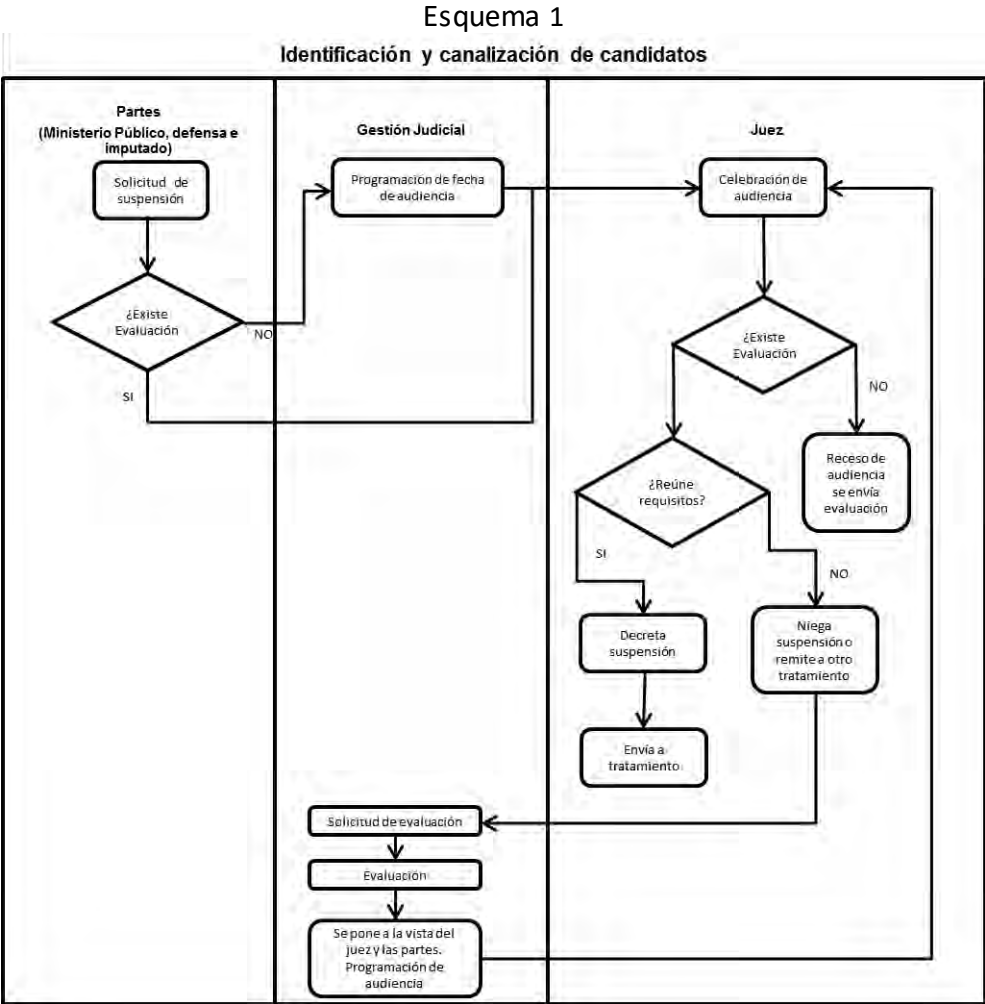 Esquema 1
Identificación y canalización de candidatos
Partes
(Ministerio Público, defensa e
imputado)
Gestión Judicial
Juez
Solicitud de
suspensión
Programación de fecha
de audiencia
Celebración de
audiencia
¿Existe
Evaluación
NO
SI
¿Existe
Evaluación
NO
Receso de
audiencia
se envía
evaluación
¿Reúne
requisitos?
SI
NO
Decreta
suspensión
Niega
suspensión o
remite a otro
tratamiento
Envía a
tratamiento
Solicitud de evaluación
Evaluación
Se pone a la vista del
juez y las partes.
Programación de
audiencia